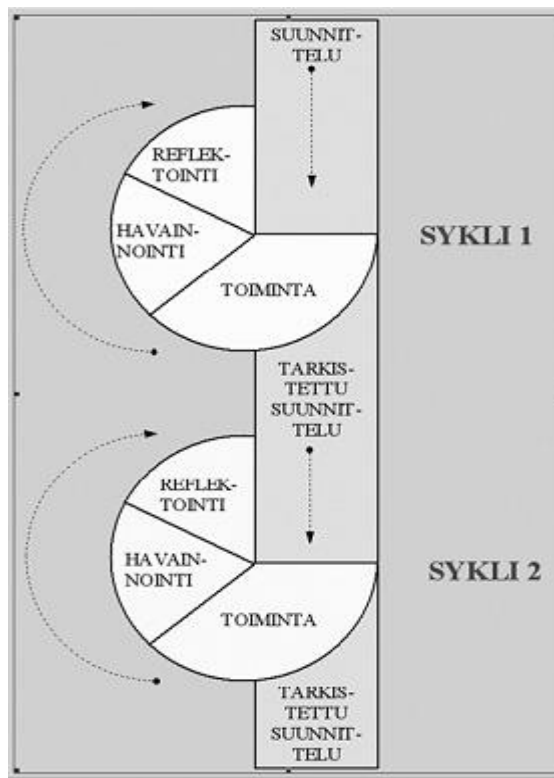 SUUNNIT-
TELU
REFLEK-
TOINTI
HAVAIN-
NOINTI
SYKLI 1
TOIMINTA
TARKIS-
TETTU
SUUNNIT-
TELU
REFLEK-
TOINTI
HAVAIN-
NOINTI
SYKLI 2
TOIMINTA
TARKIS-
TETTU
SUUNNIT-
TELU